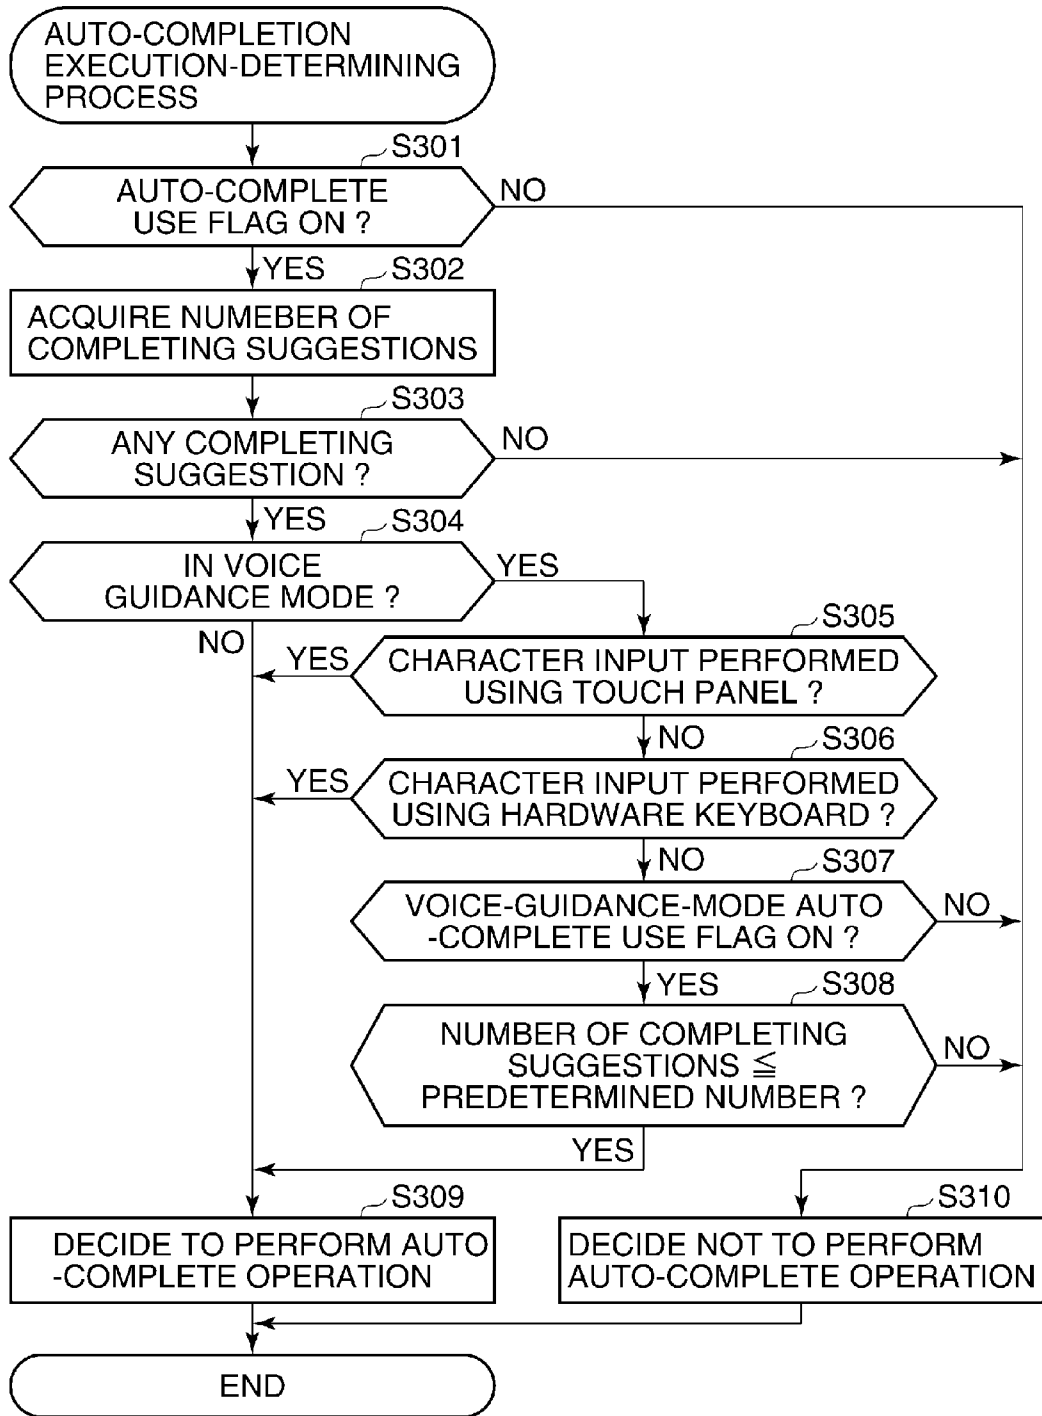 AUTO-COMPLETION
EXECUTION-DETERMINING
PROCESS
S301
AUTO-COMPLETE
USE FLAG ON ?
NO
YES
S302
ACQUIRE NUMEBER OF
COMPLETING SUGGESTIONS
S303
ANY COMPLETING
SUGGESTION ?
NO
YES
S304
IN VOICE
GUIDANCE MODE ?
YES
NO
S305
CHARACTER INPUT PERFORMED
USING TOUCH PANEL ?
YES
NO
S306
CHARACTER INPUT PERFORMED
USING HARDWARE KEYBOARD ?
YES
NO
S307
VOICE-GUIDANCE-MODE AUTO
-COMPLETE USE FLAG ON ?
NO
YES
S308
NUMBER OF COMPLETING
SUGGESTIONS ≦
PREDETERMINED NUMBER ?
NO
YES
S309
DECIDE TO PERFORM AUTO
-COMPLETE OPERATION
S310
DECIDE NOT TO PERFORM
AUTO-COMPLETE OPERATION
END